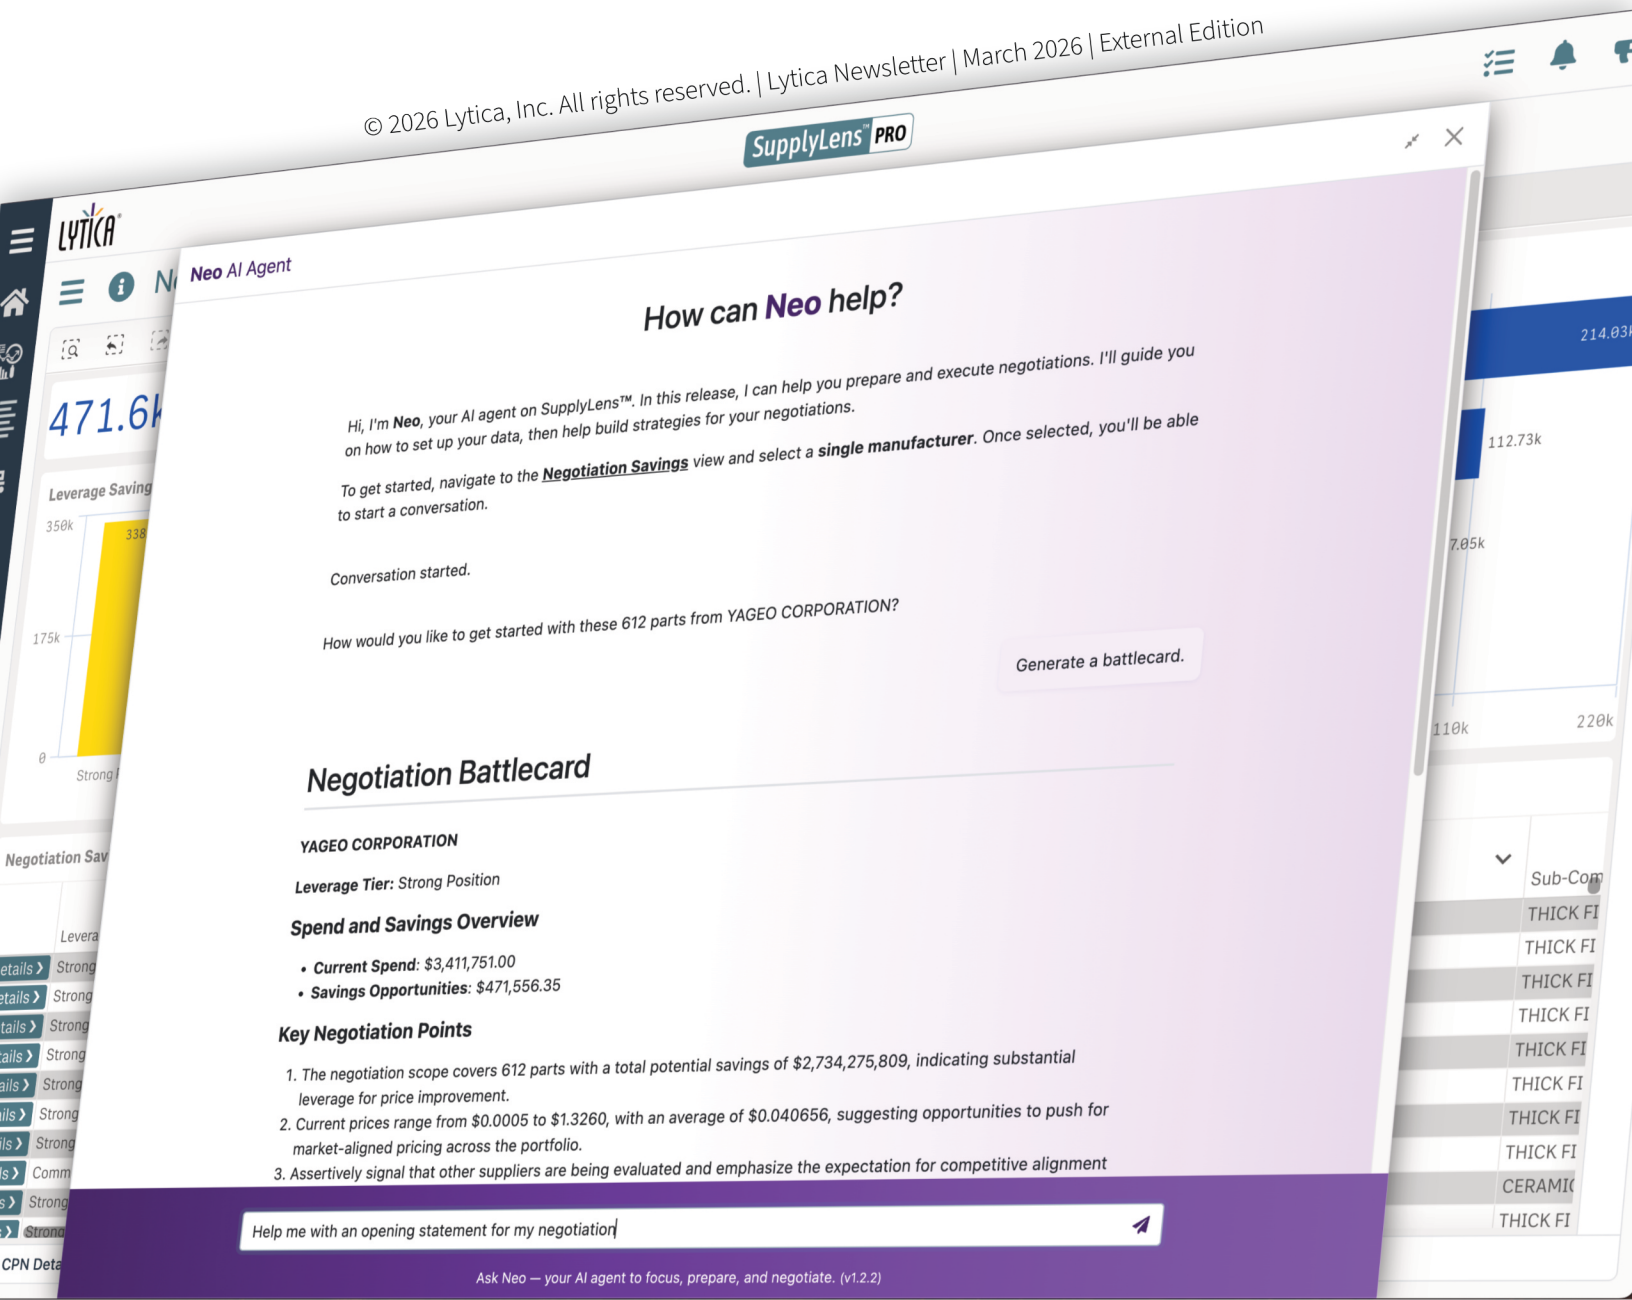 © 2026 Lytica, Inc. All rights reserved. | Lytica Newsletter | March 2026 | External Edition
SupplyLens™ PRO
LYTICA®
Neo AI Agent
How can Neo help?
Hi, I'm Neo, your AI agent on SupplyLens™. In this release, I can help you prepare and execute negotiations. I'll guide you
on how to set up your data, then help build strategies for your negotiations.
To get started, navigate to the Negotiation Savings view and select a single manufacturer. Once selected, you'll be able
to start a conversation.
Conversation started.
How would you like to get started with these 612 parts from YAGEO CORPORATION?
Generate a battlecard.
Negotiation Battlecard
YAGEO CORPORATION
Leverage Tier: Strong Position
Spend and Savings Overview
• Current Spend: $3,411,751.00
• Savings Opportunities: $471,556.35
Key Negotiation Points
1. The negotiation scope covers 612 parts with a total potential savings of $2,734,275,809, indicating substantial
leverage for price improvement.
2. Current prices range from $0.0005 to $1.3260, with an average of $0.040656, suggesting opportunities to push for
market-aligned pricing across the portfolio.
3. Assertively signal that other suppliers are being evaluated and emphasize the expectation for competitive alignment
Help me with an opening statement for my negotiation
Ask Neo — your AI agent to focus, prepare, and negotiate. (v1.2.2)
471.6k
Leverage Saving
350k
338
175k
0
Strong
Negotiation Sav
Levera
etails Strong
etails Strong
tails Strong
tails Strong
ails Strong
ils Strong
ils Strong
ls Comm
s Strong
Strong
CPN Deta
214.03k
112.73k
7.05k
110k
220k
Sub-Com
THICK FI
THICK FI
THICK FI
THICK FI
THICK FI
THICK FI
THICK FI
THICK FI
CERAMIC
THICK FI